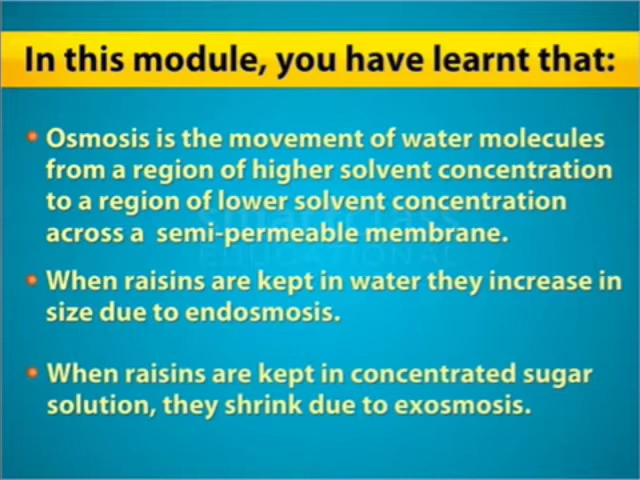 In this module, you have learnt that:
• Osmosis is the movement of water molecules
from a region of higher solvent concentration
to a region of lower solvent concentration
across a semi-permeable membrane.
• When raisins are kept in water they increase in
size due to endosmosis.
• When raisins are kept in concentrated sugar
solution, they shrink due to exosmosis.
EDUCATIONAL